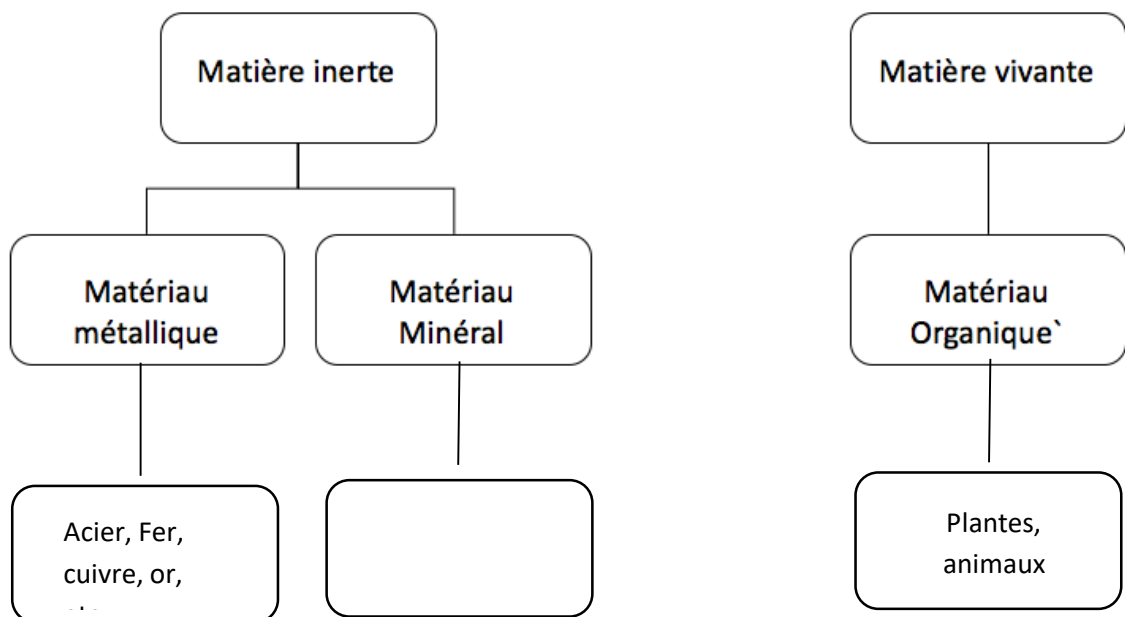 Matière inerte
Matière vivante
Matériau
métallique
Matériau
Minéral
Matériau
Organique`
Acier, Fer,
cuivre, or,
Plantes,
animaux